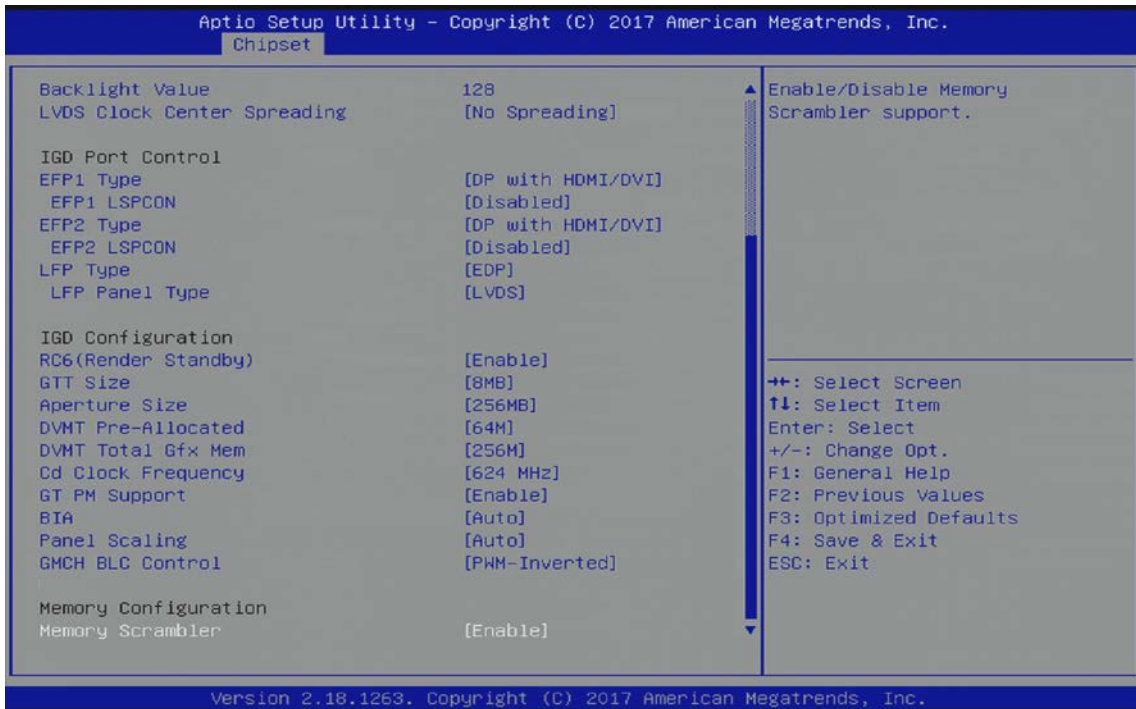 Aptio Setup Utility - Copyright (C) 2017 American Megatrends, Inc.
Chipset
Backlight Value 128
LVDS Clock Center Spreading [No Spreading]
IGD Port Control
EFP1 Type [DP with HDMI/DVI]
EFP1 LSPCON [Disabled]
EFP2 Type [DP with HDMI/DVI]
EFP2 LSPCON [Disabled]
LFP Type [EDP]
LFP Panel Type [LVDS]
IGD Configuration
RC6(Render Standby) [Enable]
GTT Size [8MB]
Aperture Size [256MB]
DVMT Pre-Allocated [64M]
DVMT Total Gfx Mem [256M]
Cd Clock Frequency [624 MHz]
GT PM Support [Enable]
BIA [Auto]
Panel Scaling [Auto]
GMCH BLC Control [PWM-Inverted]
Memory Configuration
Memory Scrambler [Enable]
Enable/Disable Memory
Scrambler support.
→←: Select Screen
↑↓: Select Item
Enter: Select
+/-: Change Opt.
F1: General Help
F2: Previous Values
F3: Optimized Defaults
F4: Save & Exit
ESC: Exit
Version 2.18.1263. Copyright (C) 2017 American Megatrends, Inc.